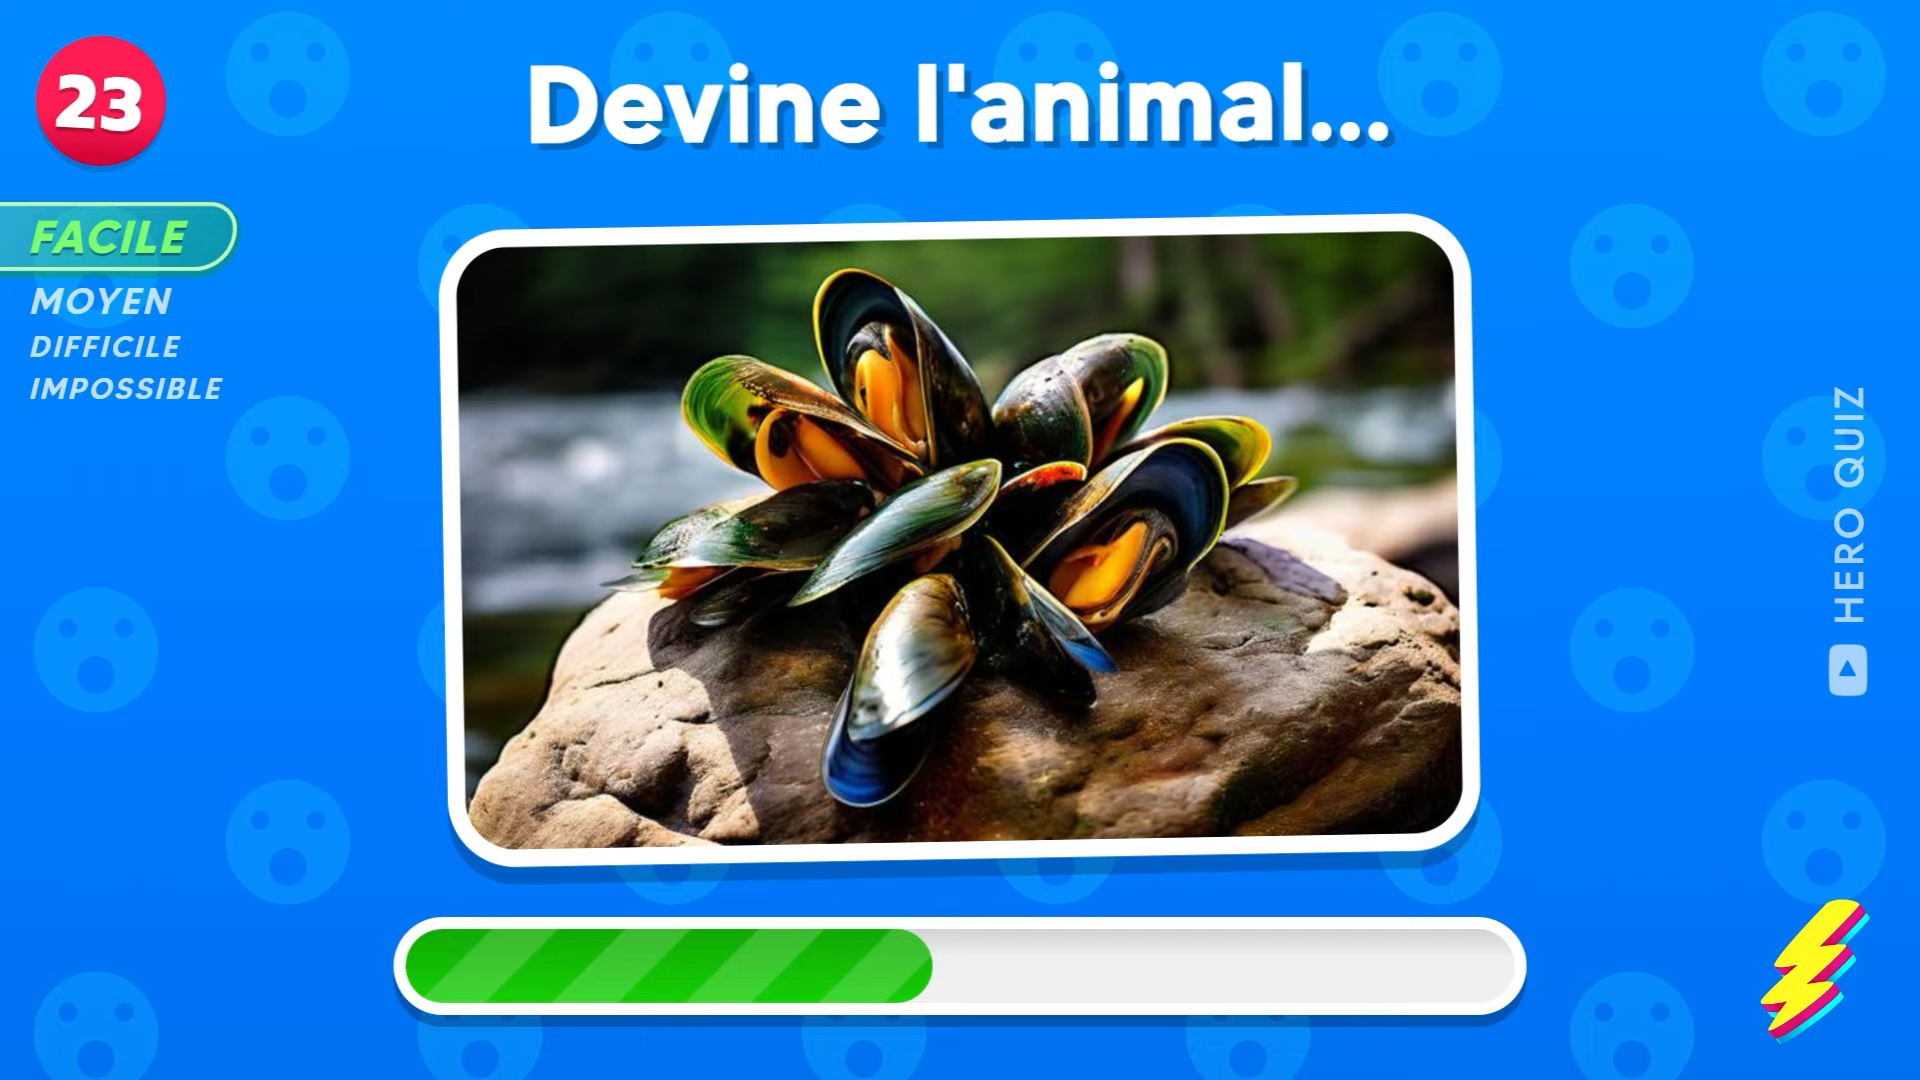 23
Devine l'animal...
FACILE
MOYEN
DIFFICILE
IMPOSSIBLE
HERO QUIZ